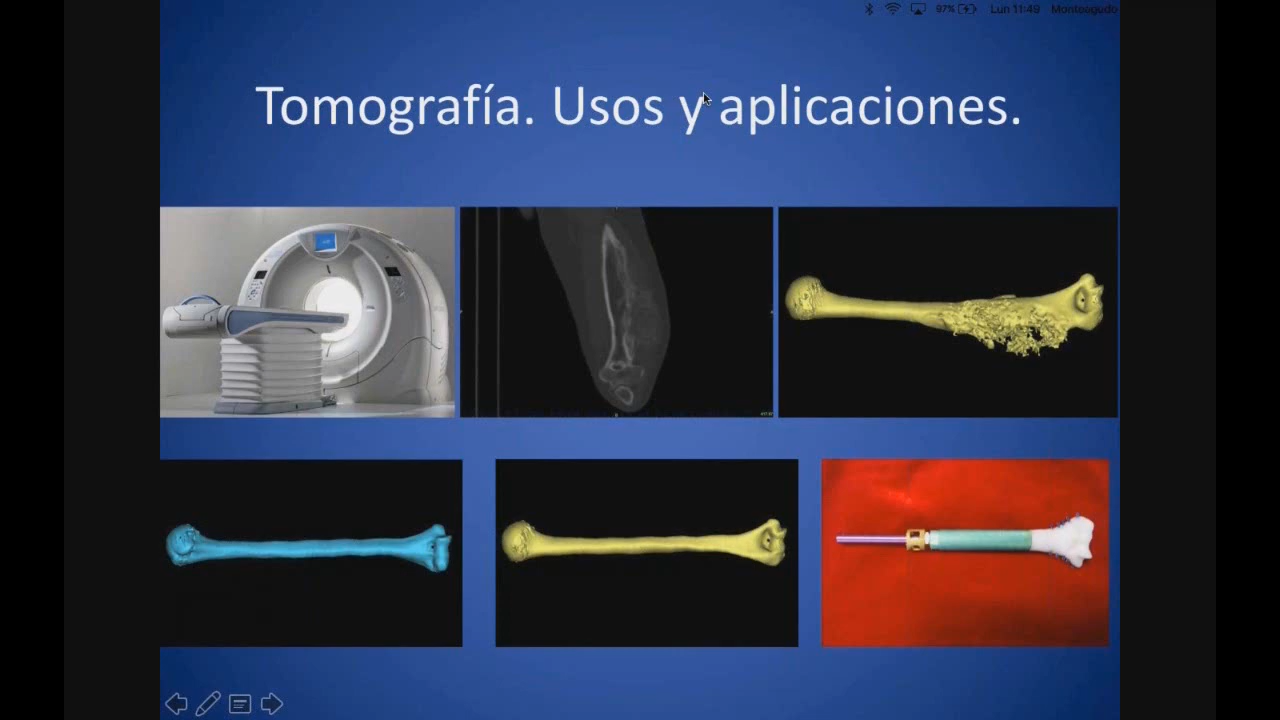 97% Lun 11:49 Monteagudo
Tomografía. Usos y aplicaciones.